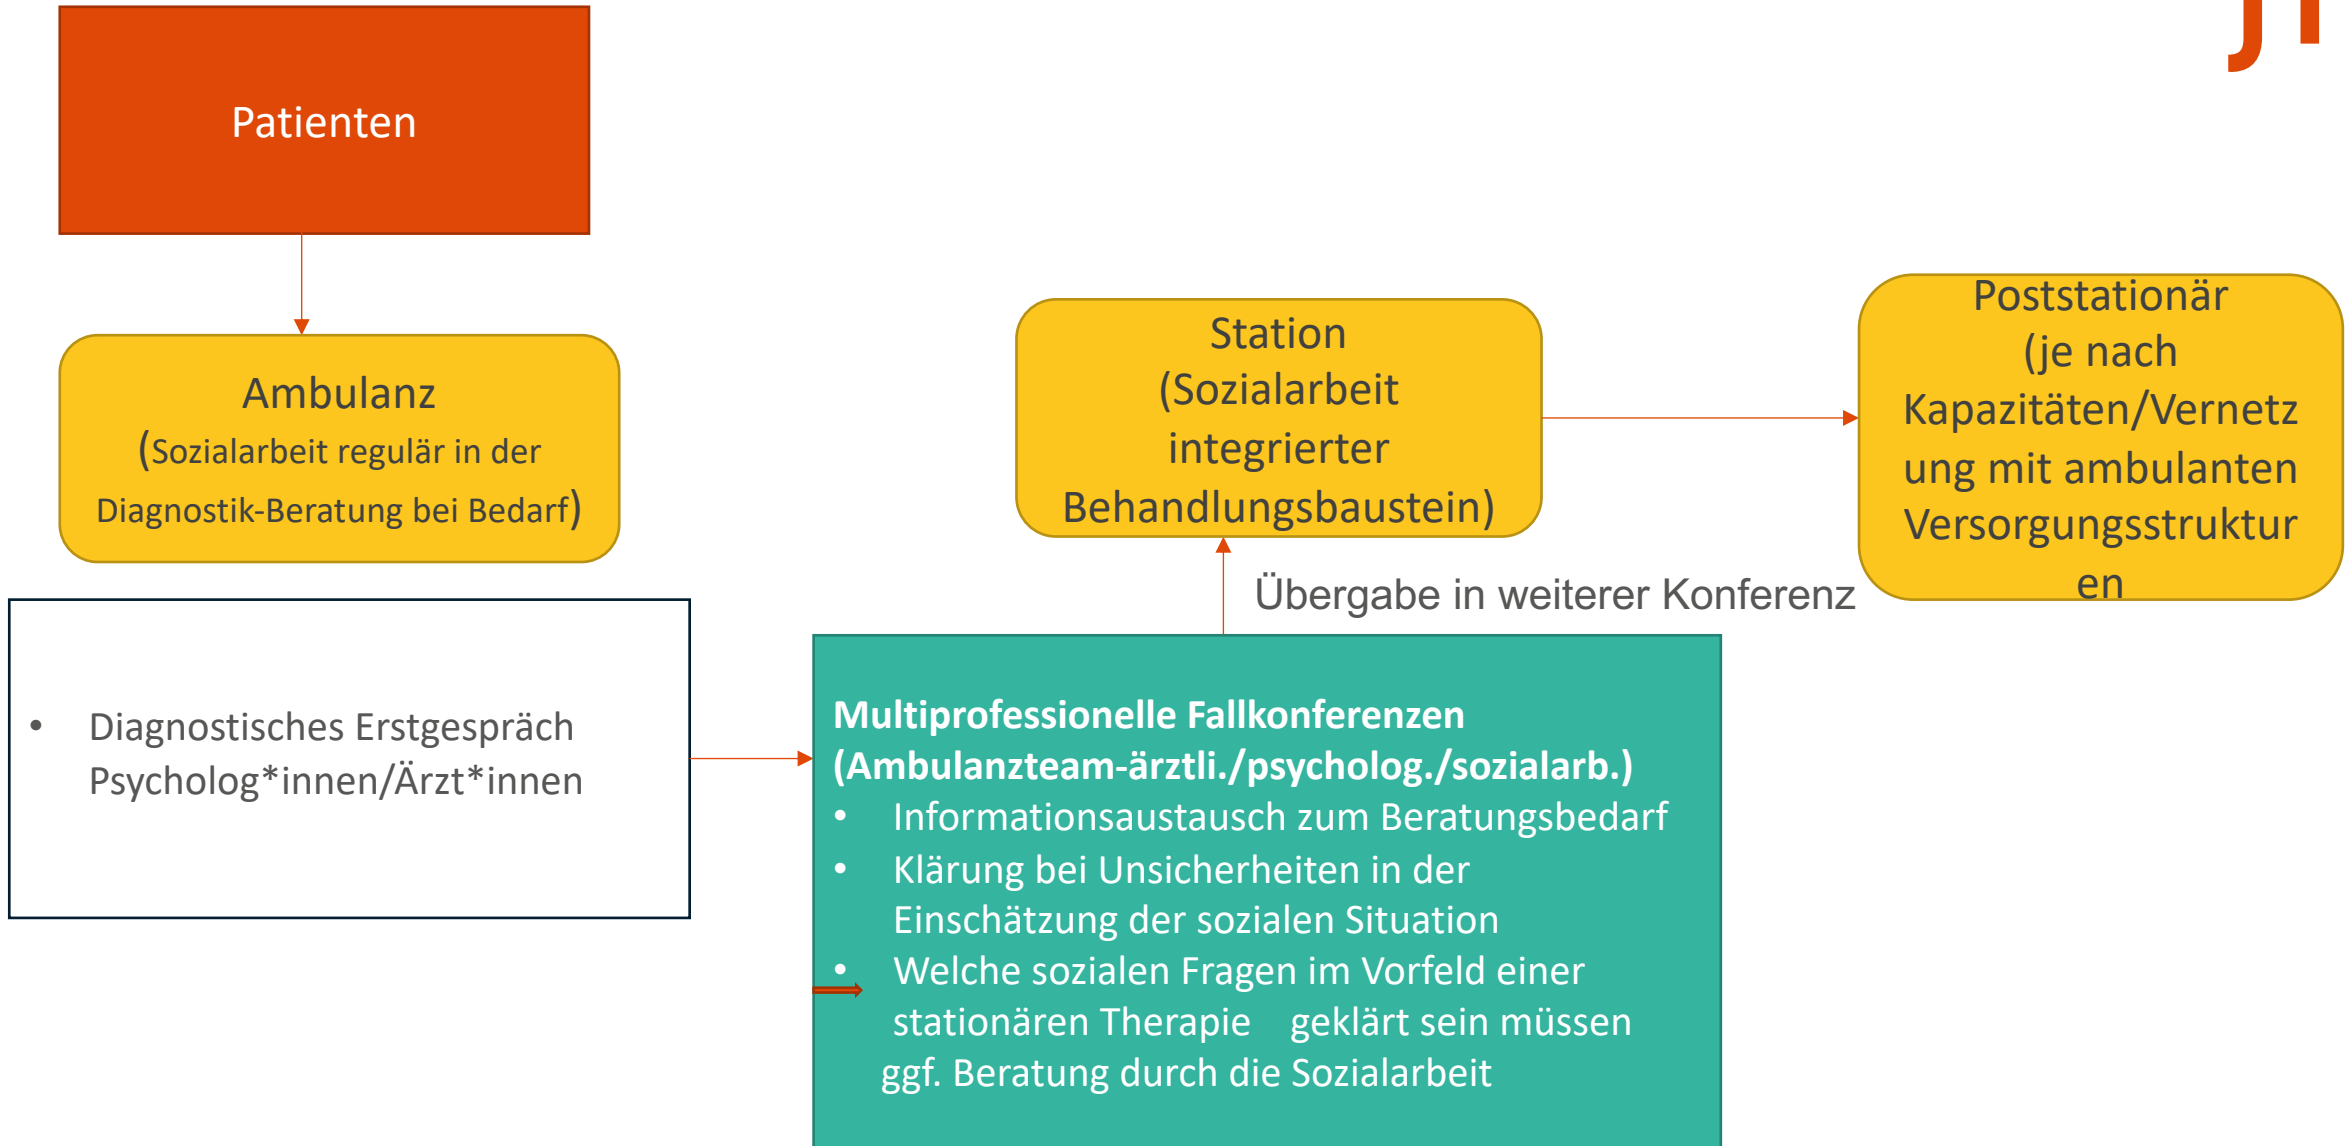 Patienten
Ambulanz
(Sozialarbeit regulär in der
Diagnostik-Beratung bei Bedarf)
Station
(Sozialarbeit
integrierter
Behandlungsbaustein)
Poststationär
(je nach
Kapazitäten/Vernetz
ung mit ambulanten
Versorgungsstruktur
en
Übergabe in weiterer Konferenz
• Diagnostisches Erstgespräch
Psycholog*innen/Ärzt*innen
Multiprofessionelle Fallkonferenzen
(Ambulanzteam-ärztli./psycholog./sozialarb.)
• Informationsaustausch zum Beratungsbedarf
• Klärung bei Unsicherheiten in der
Einschätzung der sozialen Situation
• Welche sozialen Fragen im Vorfeld einer
stationären Therapie geklärt sein müssen
ggf. Beratung durch die Sozialarbeit